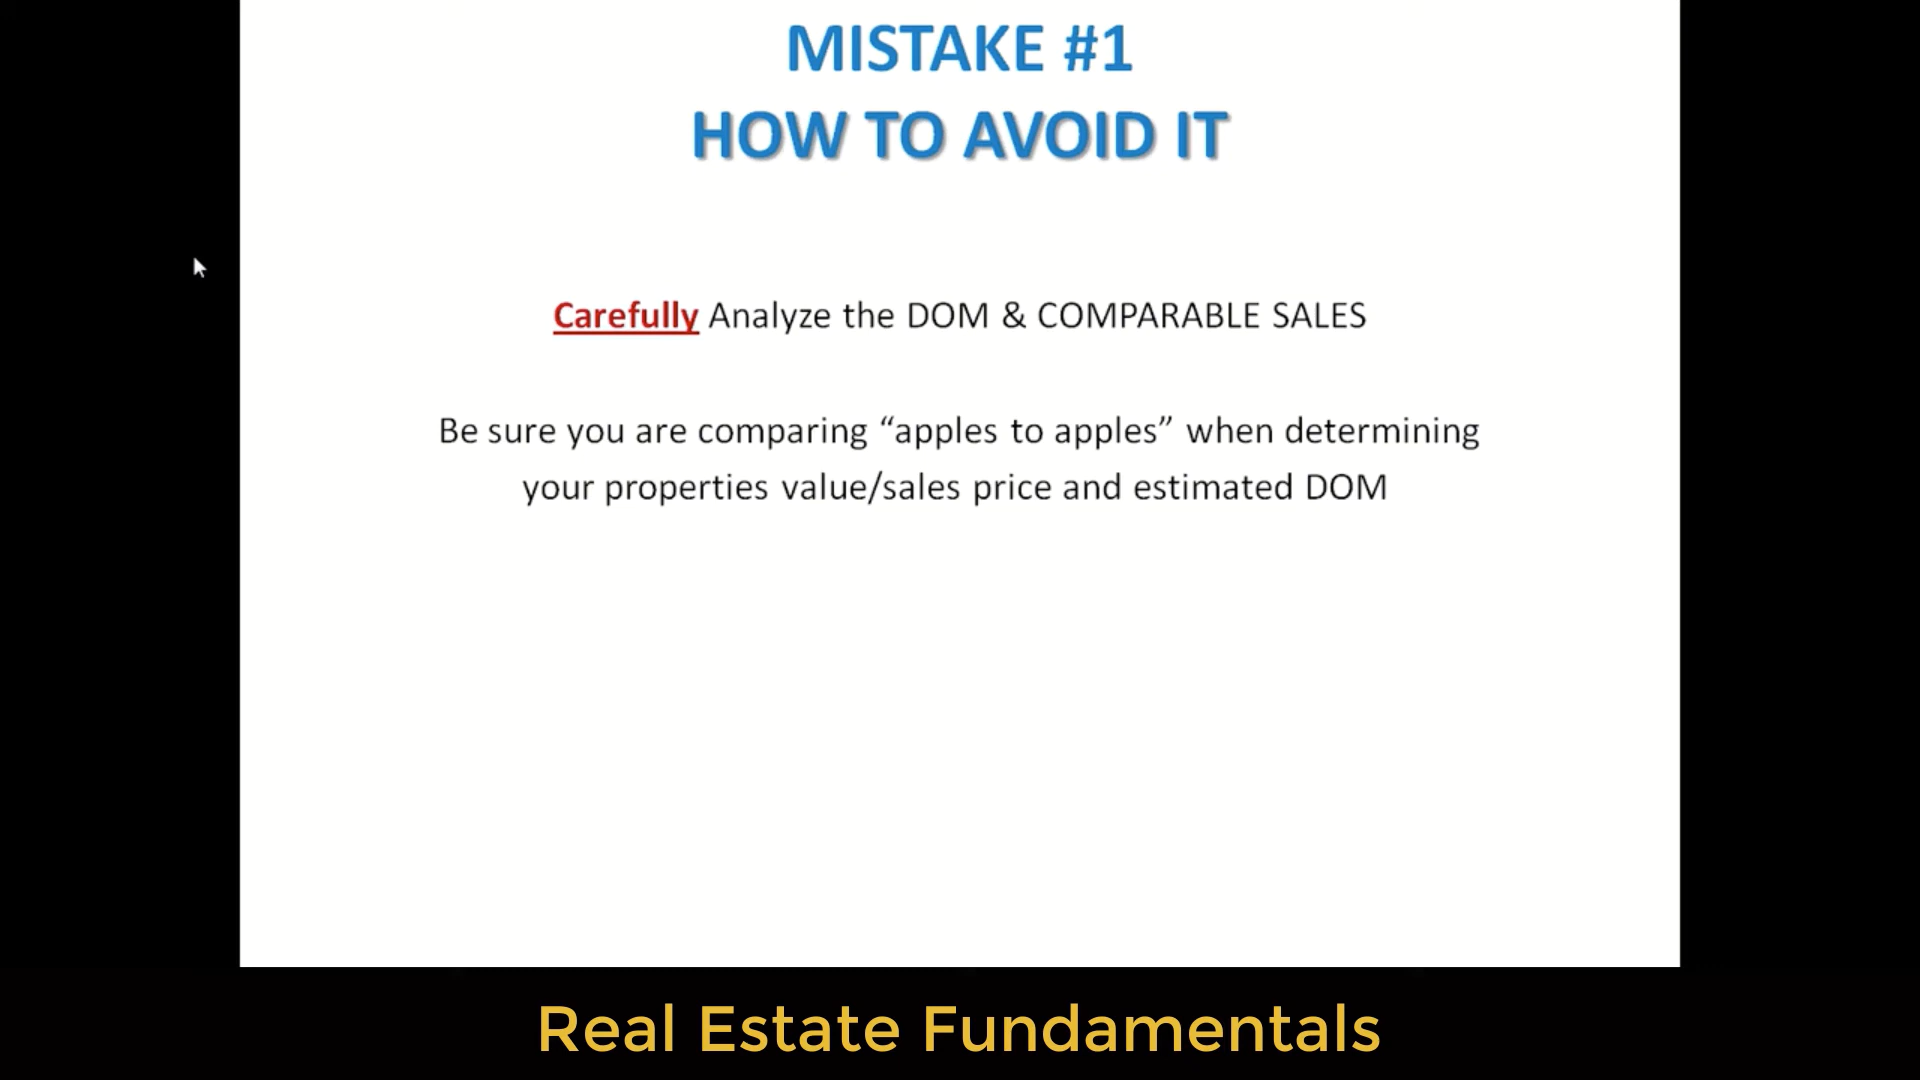 MISTAKE #1
HOW TO AVOID IT
Carefully Analyze the DOM & COMPARABLE SALES
Be sure you are comparing “apples to apples” when determining
your properties value/sales price and estimated DOM
Real Estate Fundamentals